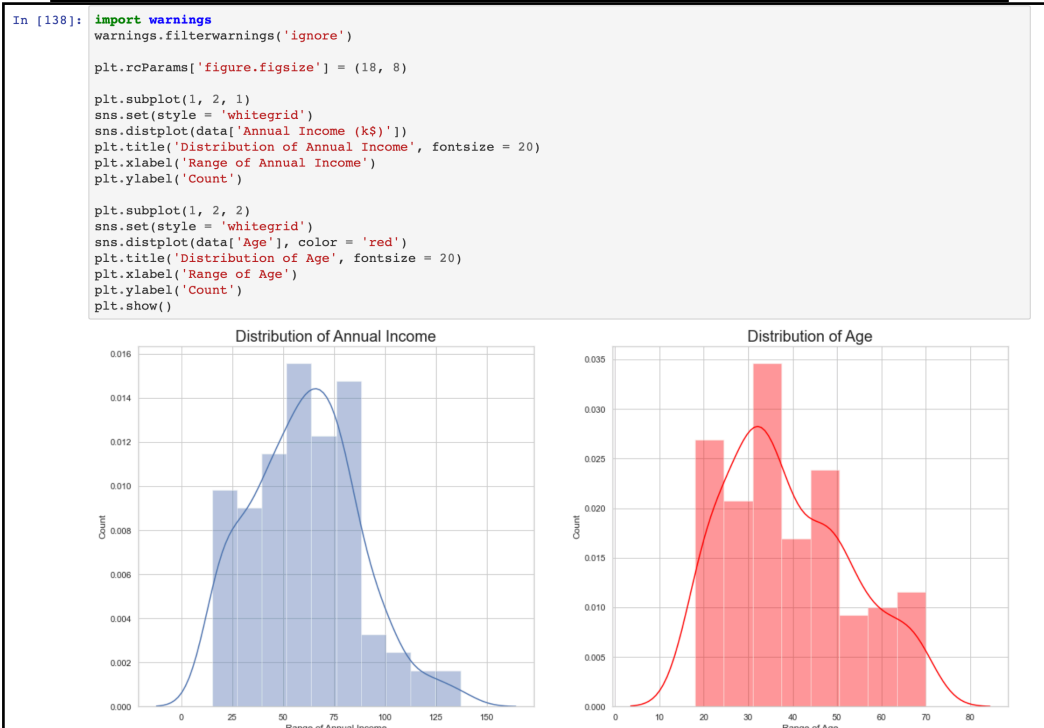 In [138]: import warnings
warnings.filterwarnings('ignore')
plt.rcParams['figure.figsize'] = (18, 8)
plt.subplot(1, 2, 1)
sns.set(style = 'whitegrid')
sns.distplot(data['Annual Income (k$)'])
plt.title('Distribution of Annual Income', fontsize = 20)
plt.xlabel('Range of Annual Income')
plt.ylabel('Count')
plt.subplot(1, 2, 2)
sns.set(style = 'whitegrid')
sns.distplot(data['Age'], color = 'red')
plt.title('Distribution of Age', fontsize = 20)
plt.xlabel('Range of Age')
plt.ylabel('Count')
plt.show()
Distribution of Annual Income
0.016
0.014
0.012
0.010
0.008
0.006
0.004
0.002
0.000
Count
0 25 50 75 100 125 150
Range of Annual Income
Distribution of Age
0.035
0.030
0.025
0.020
0.015
0.010
0.005
0.000
Count
0 10 20 30 40 50 60 70 80
Range of Age